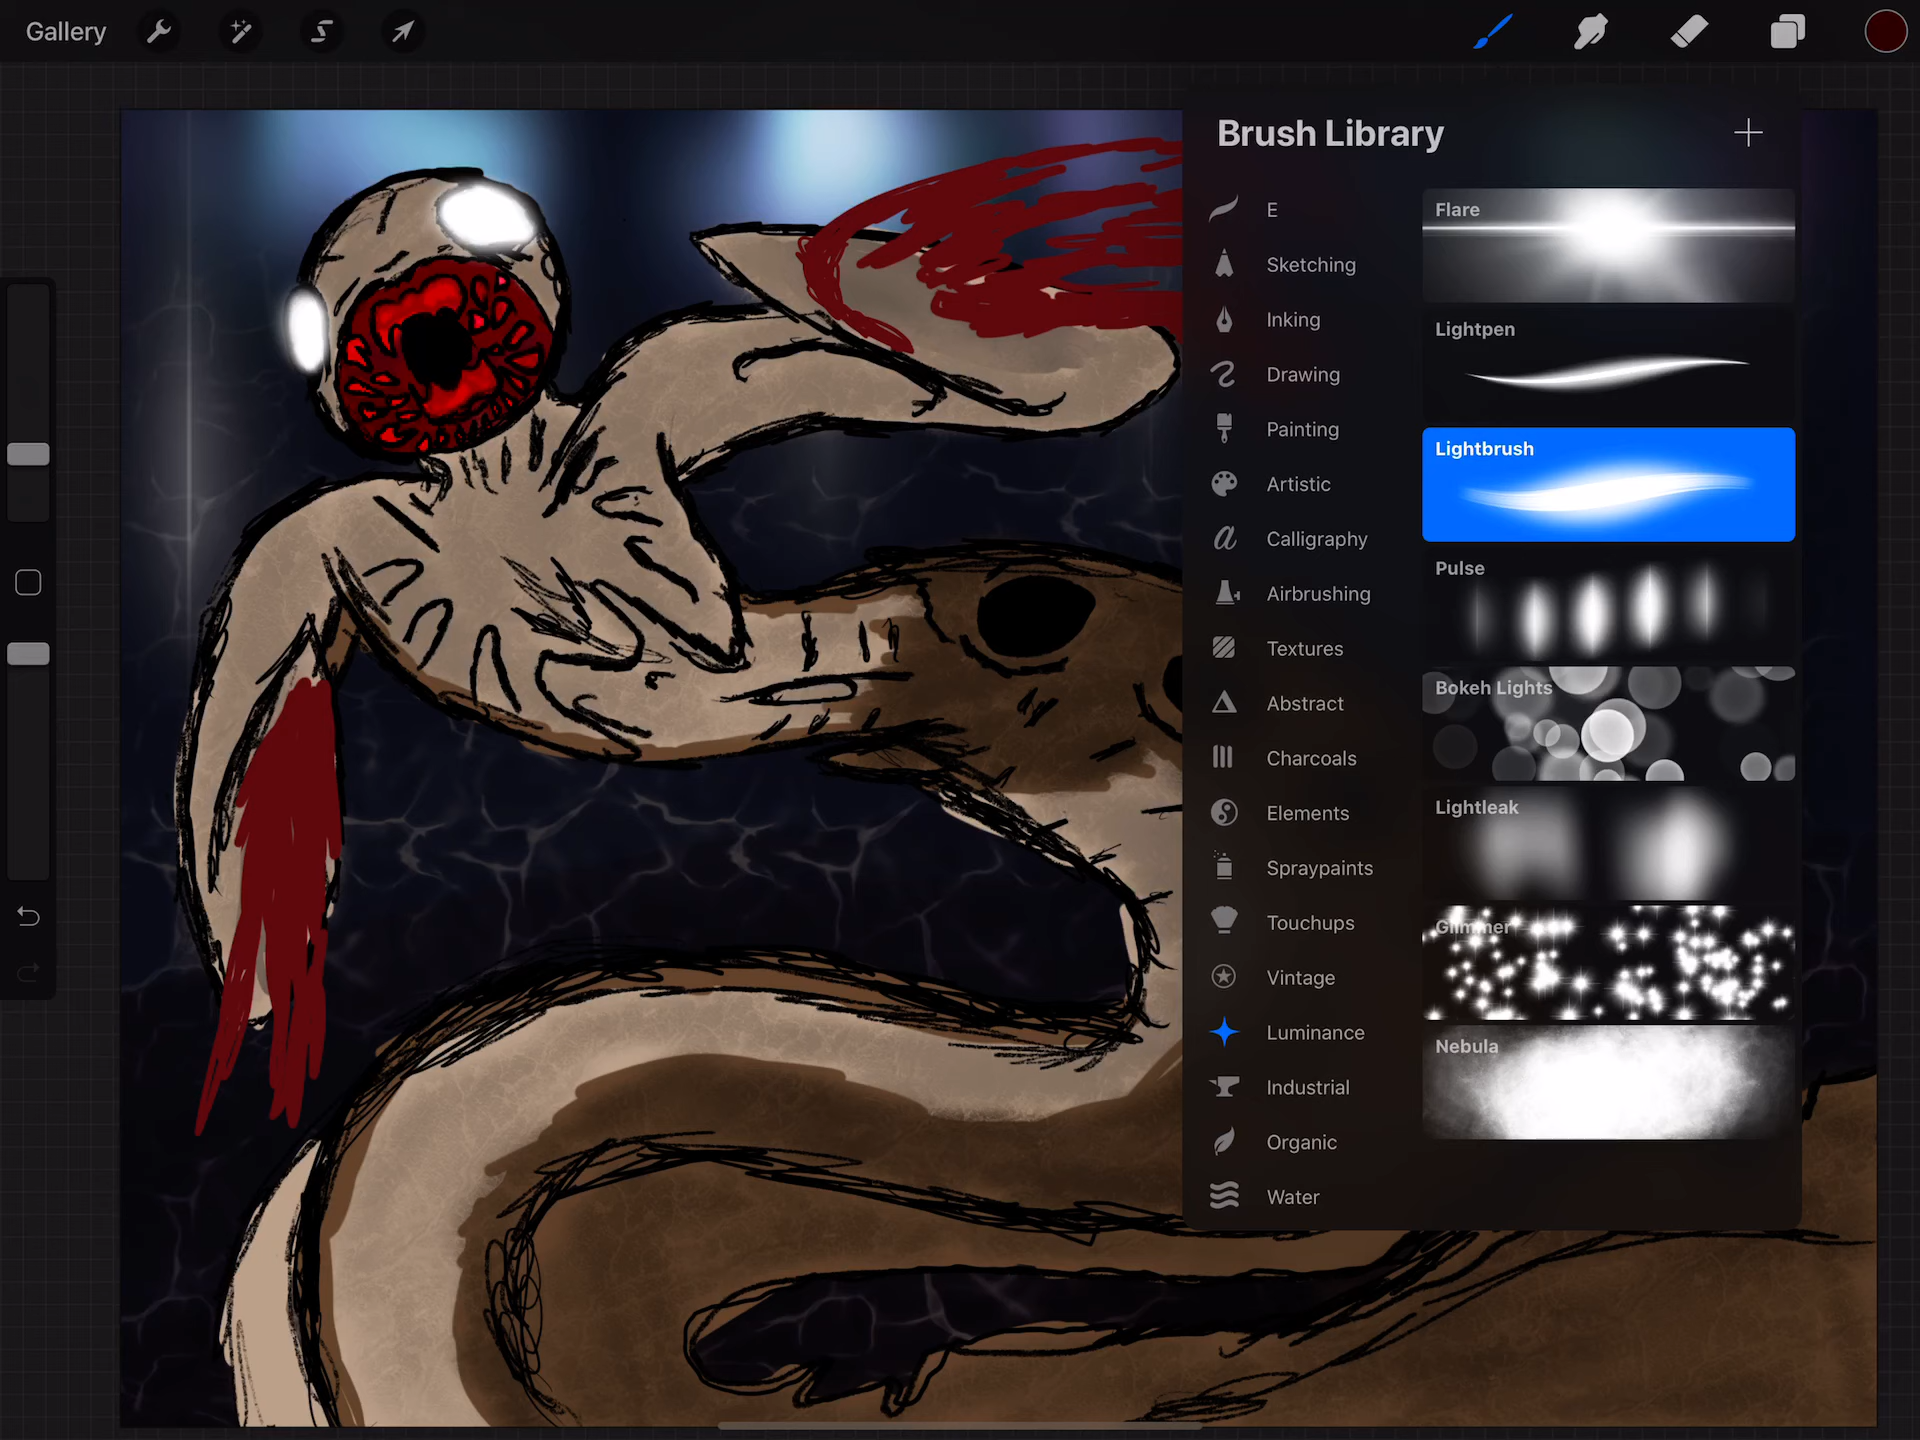 Gallery
Brush Library
E
Sketching
Inking
Drawing
Painting
Artistic
Calligraphy
Airbrushing
Textures
Abstract
Charcoals
Elements
Spraypaints
Touchups
Vintage
Luminance
Industrial
Organic
Water
Flare
Lightpen
Lightbrush
Pulse
Bokeh Lights
Lightleak
Glimmer
Nebula